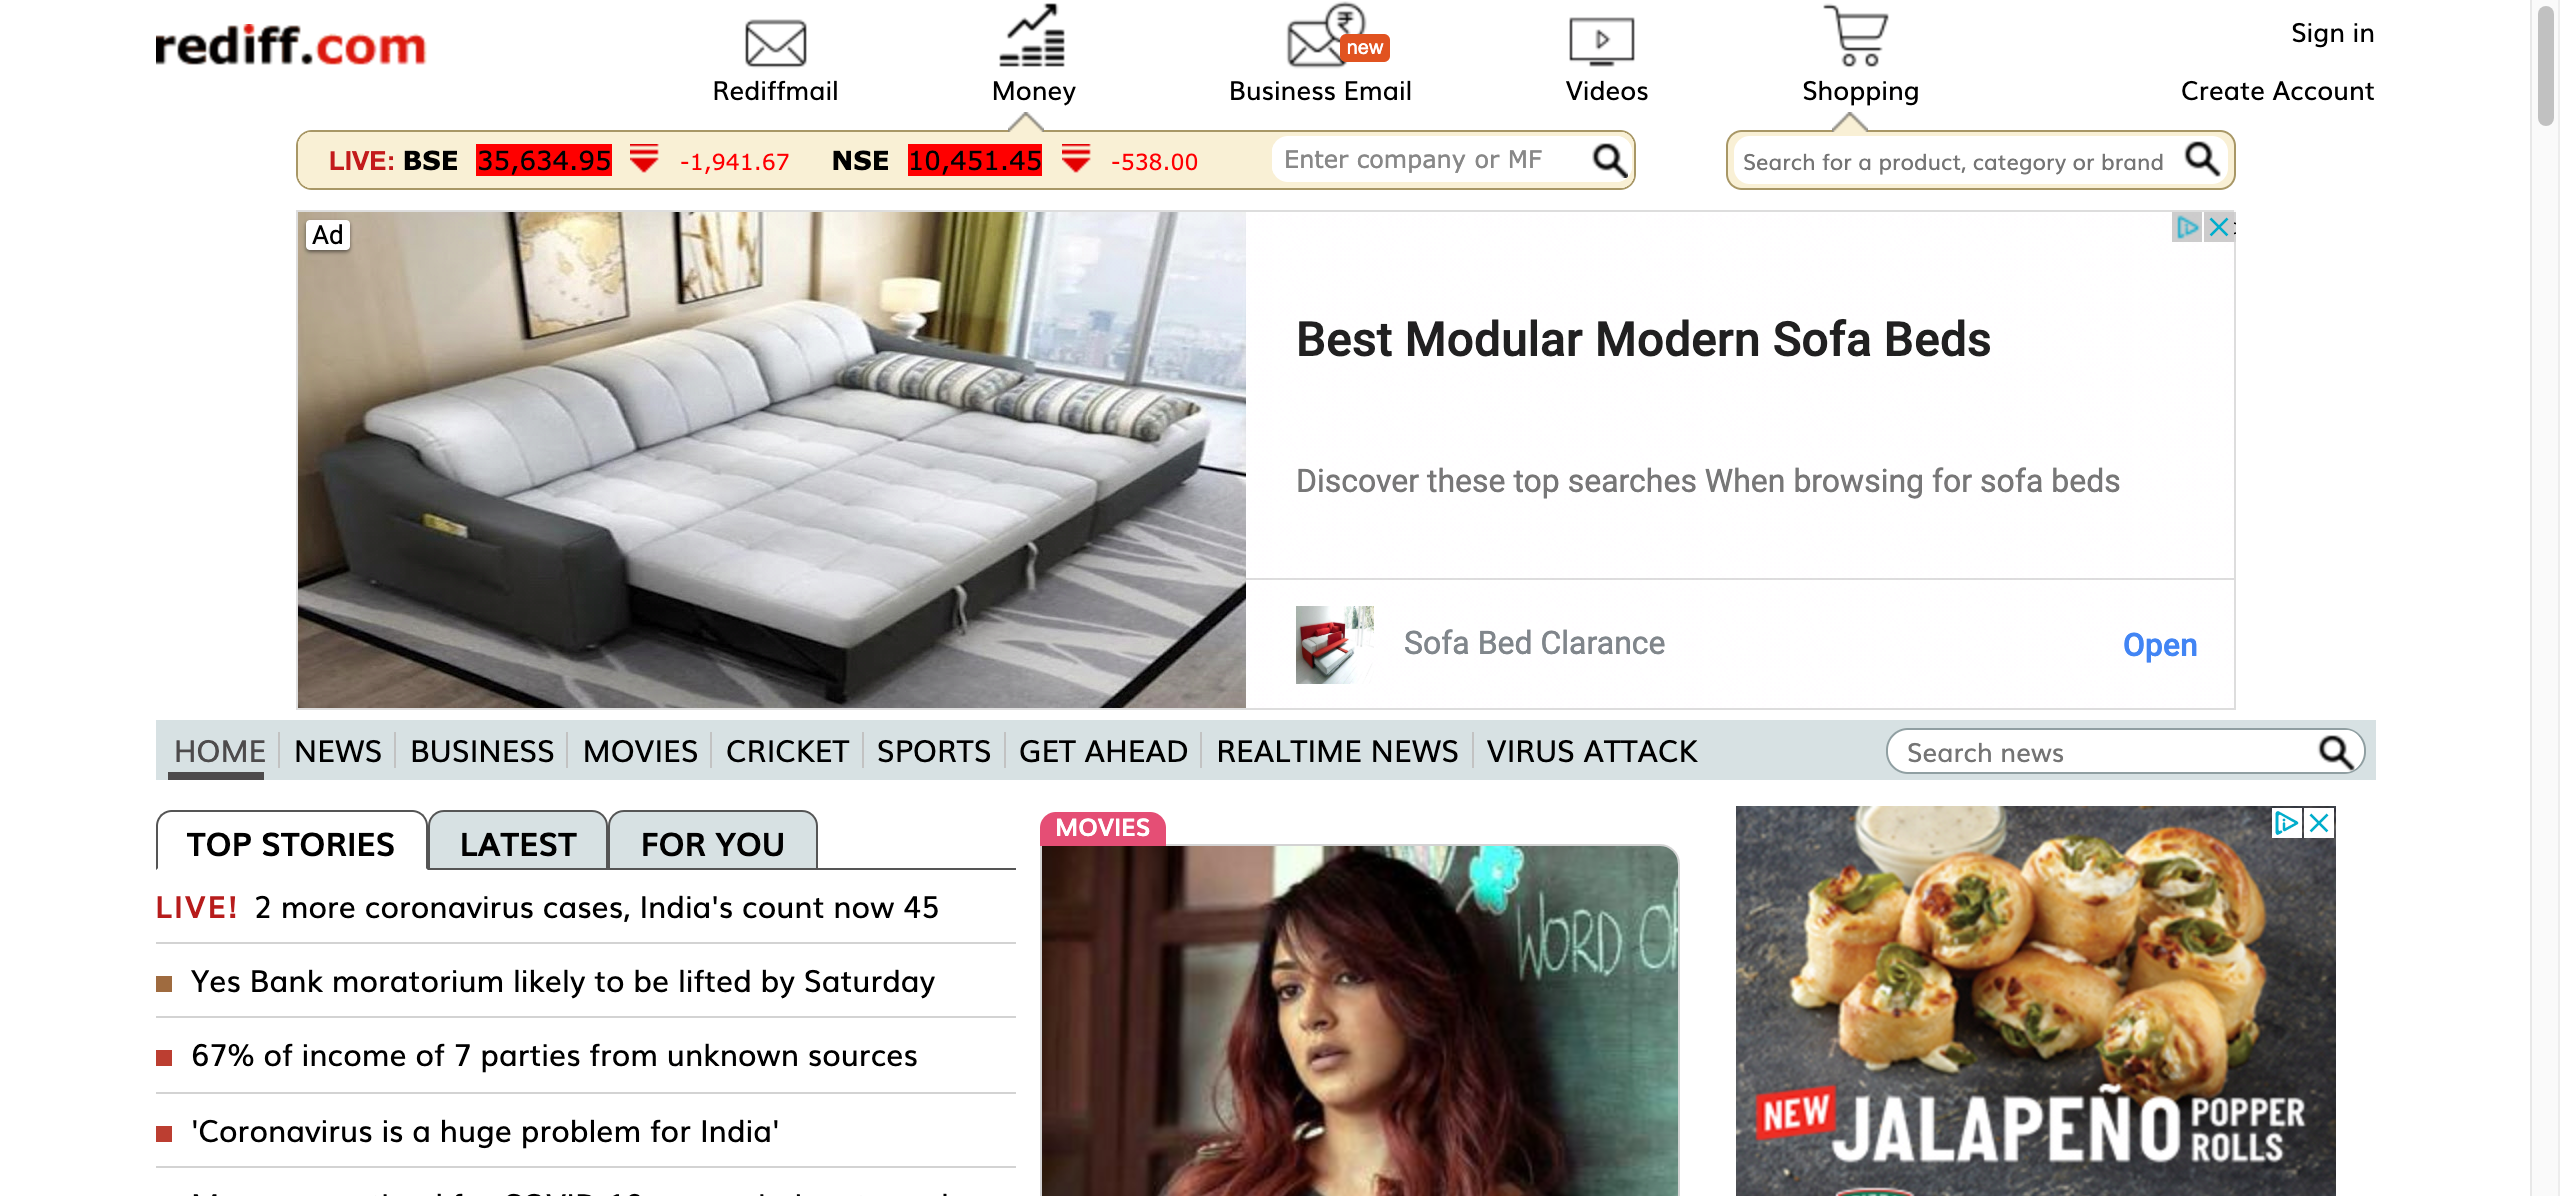 rediff.com
Rediffmail
Money
new
Business Email
Videos
Shopping
Sign in
Create Account
LIVE: BSE 35,634.95 -1,941.67 NSE 10,451.45 -538.00
Enter company or MF
Search for a product, category or brand
Ad
Best Modular Modern Sofa Beds
Discover these top searches When browsing for sofa beds
Sofa Bed Clarance
Open
HOME NEWS BUSINESS MOVIES CRICKET SPORTS GET AHEAD REALTIME NEWS VIRUS ATTACK
Search news
TOP STORIES LATEST FOR YOU
LIVE! 2 more coronavirus cases, India's count now 45
Yes Bank moratorium likely to be lifted by Saturday
67% of income of 7 parties from unknown sources
'Coronavirus is a huge problem for India'
MOVIES
WORD
NEW JALAPEÑO POPPER
ROLLS